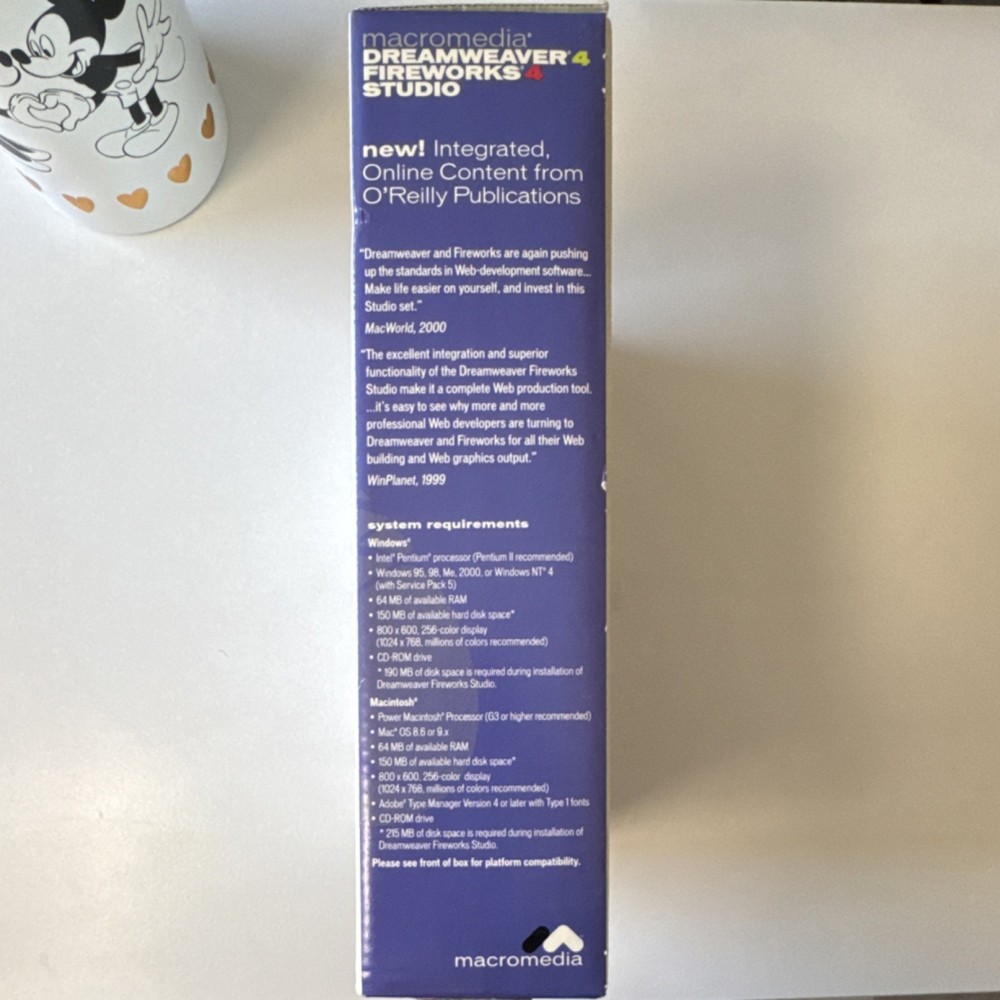 macromedia®
DREAMWEAVER® 4
FIREWORKS® 4
STUDIO
new! Integrated,
Online Content from
O'Reilly Publications
"Dreamweaver and Fireworks are again pushing
up the standards in Web-development software...
Make life easier on yourself, and invest in this
Studio set."
MacWorld, 2000
"The excellent integration and superior
functionality of the Dreamweaver Fireworks
Studio make it a complete Web production tool.
...it's easy to see why more and more
professional Web developers are turning to
Dreamweaver and Fireworks for all their Web
building and Web graphics output."
WinPlanet, 1999
system requirements
Windows®
• Intel® Pentium® processor (Pentium II recommended)
• Windows 95, 98, Me, 2000, or Windows NT® 4
(with Service Pack 5)
• 64 MB of available RAM
• 150 MB of available hard disk space*
• 800 x 600, 256-color display
(1024 x 768, millions of colors recommended)
• CD-ROM drive
* 190 MB of disk space is required during installation of
Dreamweaver Fireworks Studio.
Macintosh®
• Power Macintosh® Processor (G3 or higher recommended)
• Mac® OS 8.6 or 9.x
• 64 MB of available RAM
• 150 MB of available hard disk space*
• 800 x 600, 256-color display
(1024 x 768, millions of colors recommended)
• Adobe® Type Manager Version 4 or later with Type 1 fonts
• CD-ROM drive
* 215 MB of disk space is required during installation of
Dreamweaver Fireworks Studio.
Please see front of box for platform compatibility.
macromedia